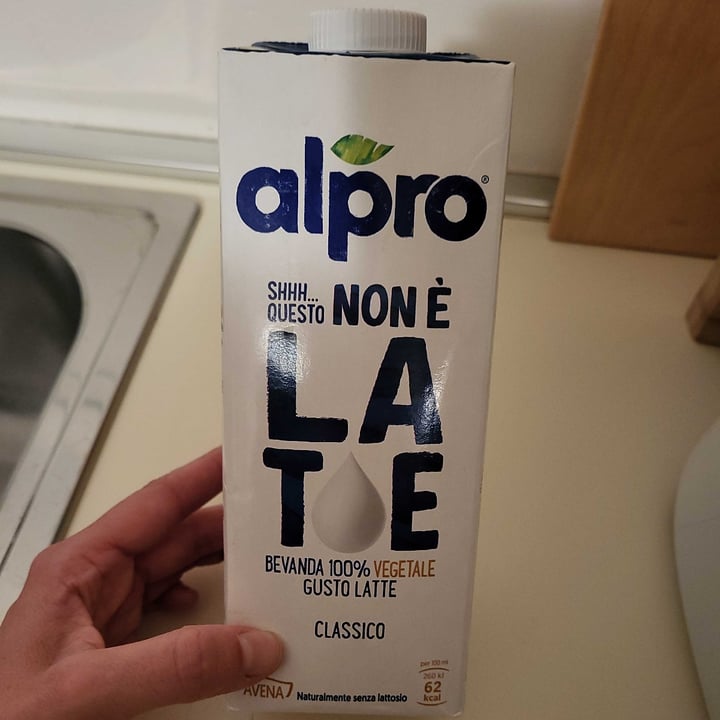 alpro®
SHHH... QUESTO NON È
LA
T E
BEVANDA 100% VEGETALE
GUSTO LATTE
CLASSICO
AVENA
Naturalmente senza lattosio
per 100 ml
260 kJ
62
kcal